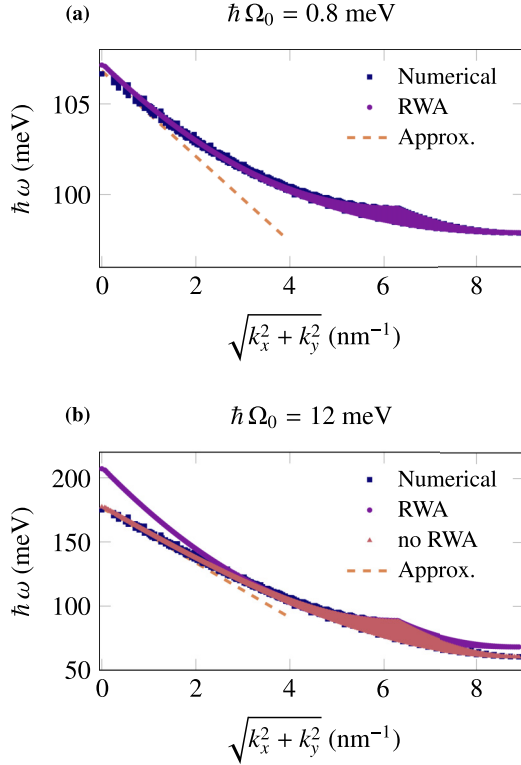 (a) ℏ Ω₀ = 0.8 meV
Numerical
RWA
Approx.
105
100
ℏ ω (meV)
0 2 4 6 8
√(kₓ² + k_y²) (nm⁻¹)
(b) ℏ Ω₀ = 12 meV
Numerical
RWA
no RWA
Approx.
200
150
100
50
ℏ ω (meV)
0 2 4 6 8
√(kₓ² + k_y²) (nm⁻¹)